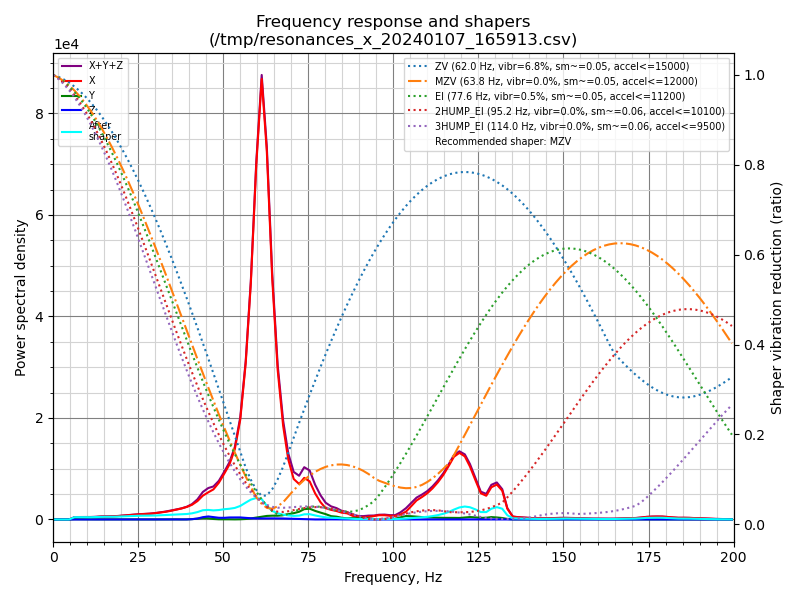 Frequency response and shapers
(/tmp/resonances_x_20240107_165913.csv)
1e4
X+Y+Z
X
Y
Z
After
shaper
ZV (62.0 Hz, vibr=6.8%, sm~=0.05, accel<=15000)
MZV (63.8 Hz, vibr=0.0%, sm~=0.05, accel<=12000)
EI (77.6 Hz, vibr=0.5%, sm~=0.05, accel<=11200)
2HUMP_EI (95.2 Hz, vibr=0.0%, sm~=0.06, accel<=10100)
3HUMP_EI (114.0 Hz, vibr=0.0%, sm~=0.06, accel<=9500)
Recommended shaper: MZV
Power spectral density
8
6
4
2
0
1.0
0.8
0.6
0.4
0.2
0.0
Shaper vibration reduction (ratio)
0 25 50 75 100 125 150 175 200
Frequency, Hz